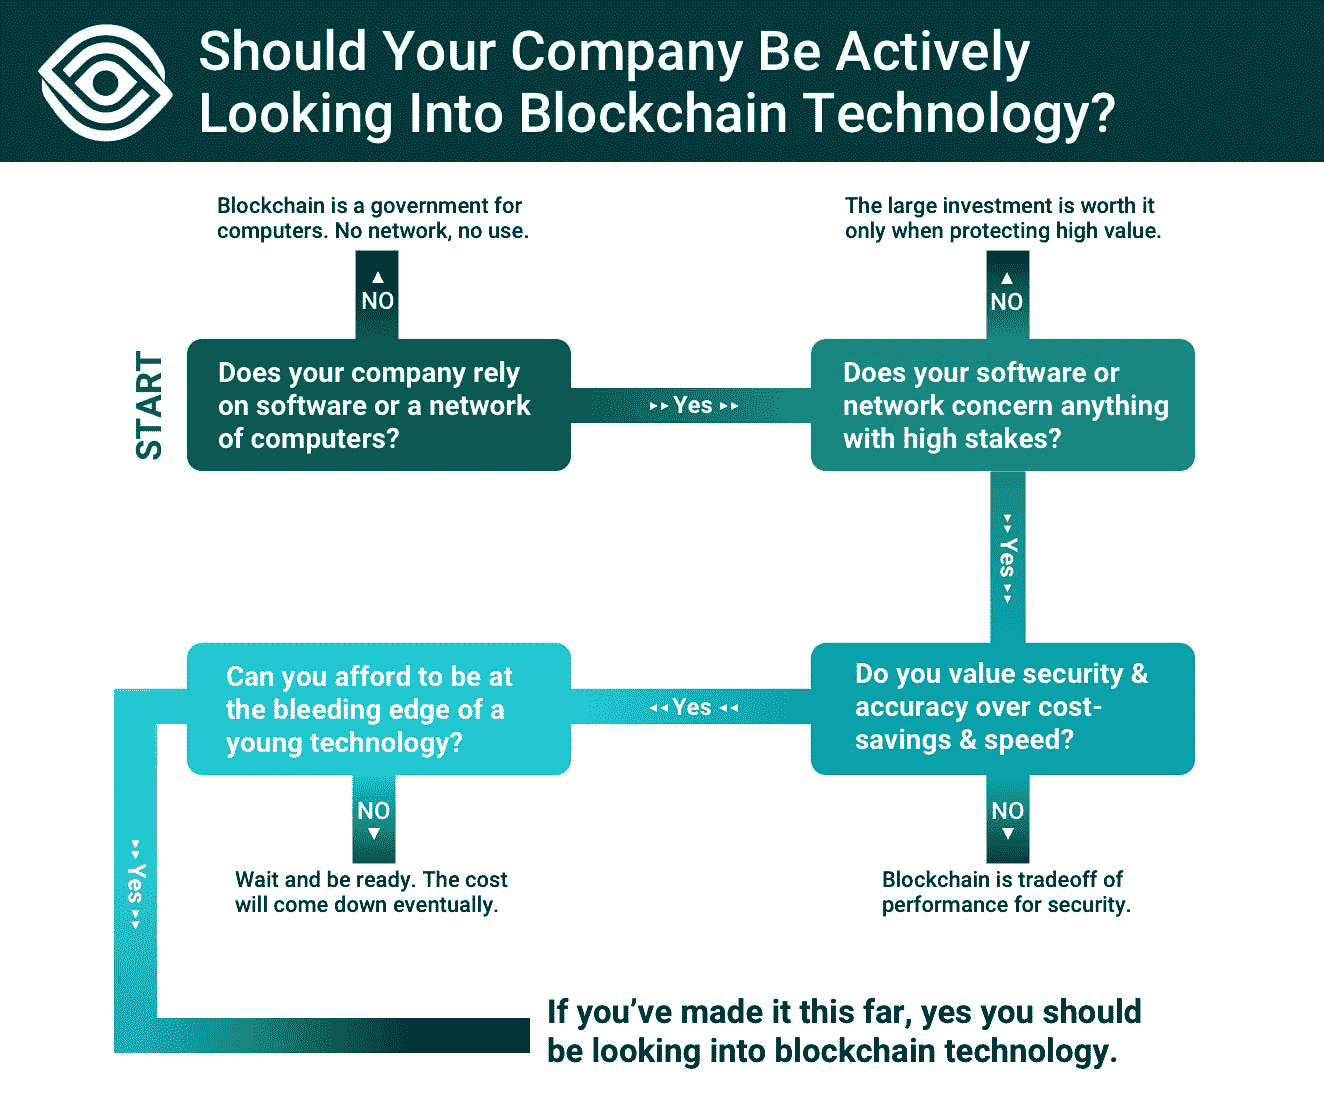 Should Your Company Be Actively
Looking Into Blockchain Technology?
Blockchain is a government for
computers. No network, no use.
The large investment is worth it
only when protecting high value.
▲
NO
▲
NO
START
Does your company rely
on software or a network
of computers?
▸▸ Yes ▸▸
Does your software or
network concern anything
with high stakes?
▸▸ Yes ▸▸
Can you afford to be at
the bleeding edge of a
young technology?
◂◂ Yes ◂◂
Do you value security &
accuracy over cost-
savings & speed?
NO
▼
NO
▼
Wait and be ready. The cost
will come down eventually.
Blockchain is tradeoff of
performance for security.
▸▸ Yes ▸▸
If you’ve made it this far, yes you should
be looking into blockchain technology.